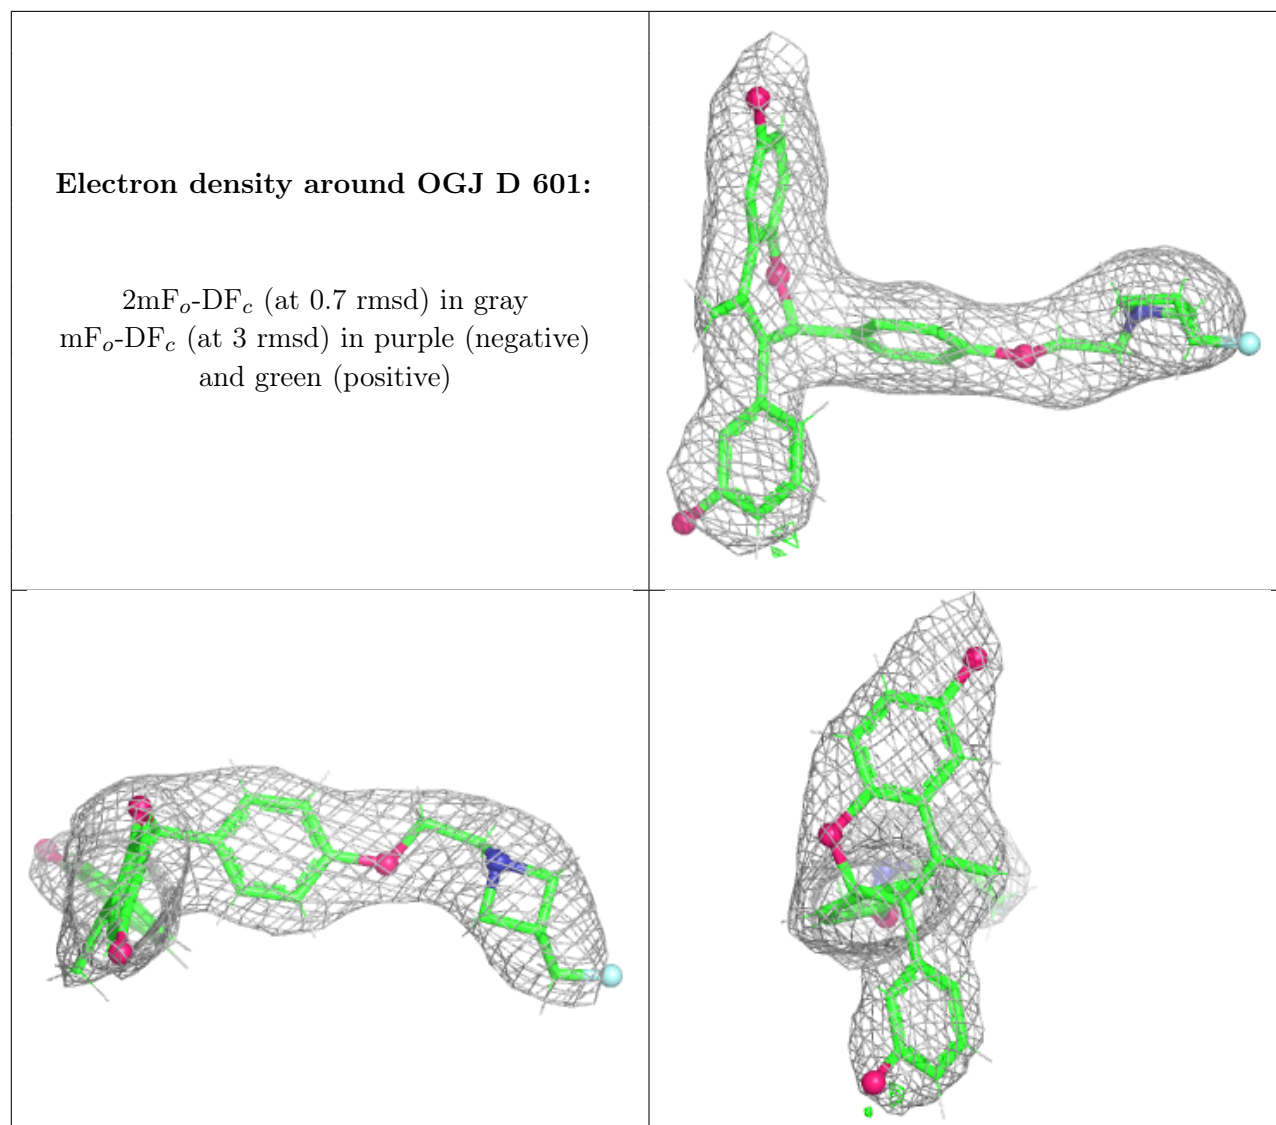 Electron density around OGJ D 601:
2mFo-DFc (at 0.7 rmsd) in gray
mFo-DFc (at 3 rmsd) in purple (negative)
and green (positive)